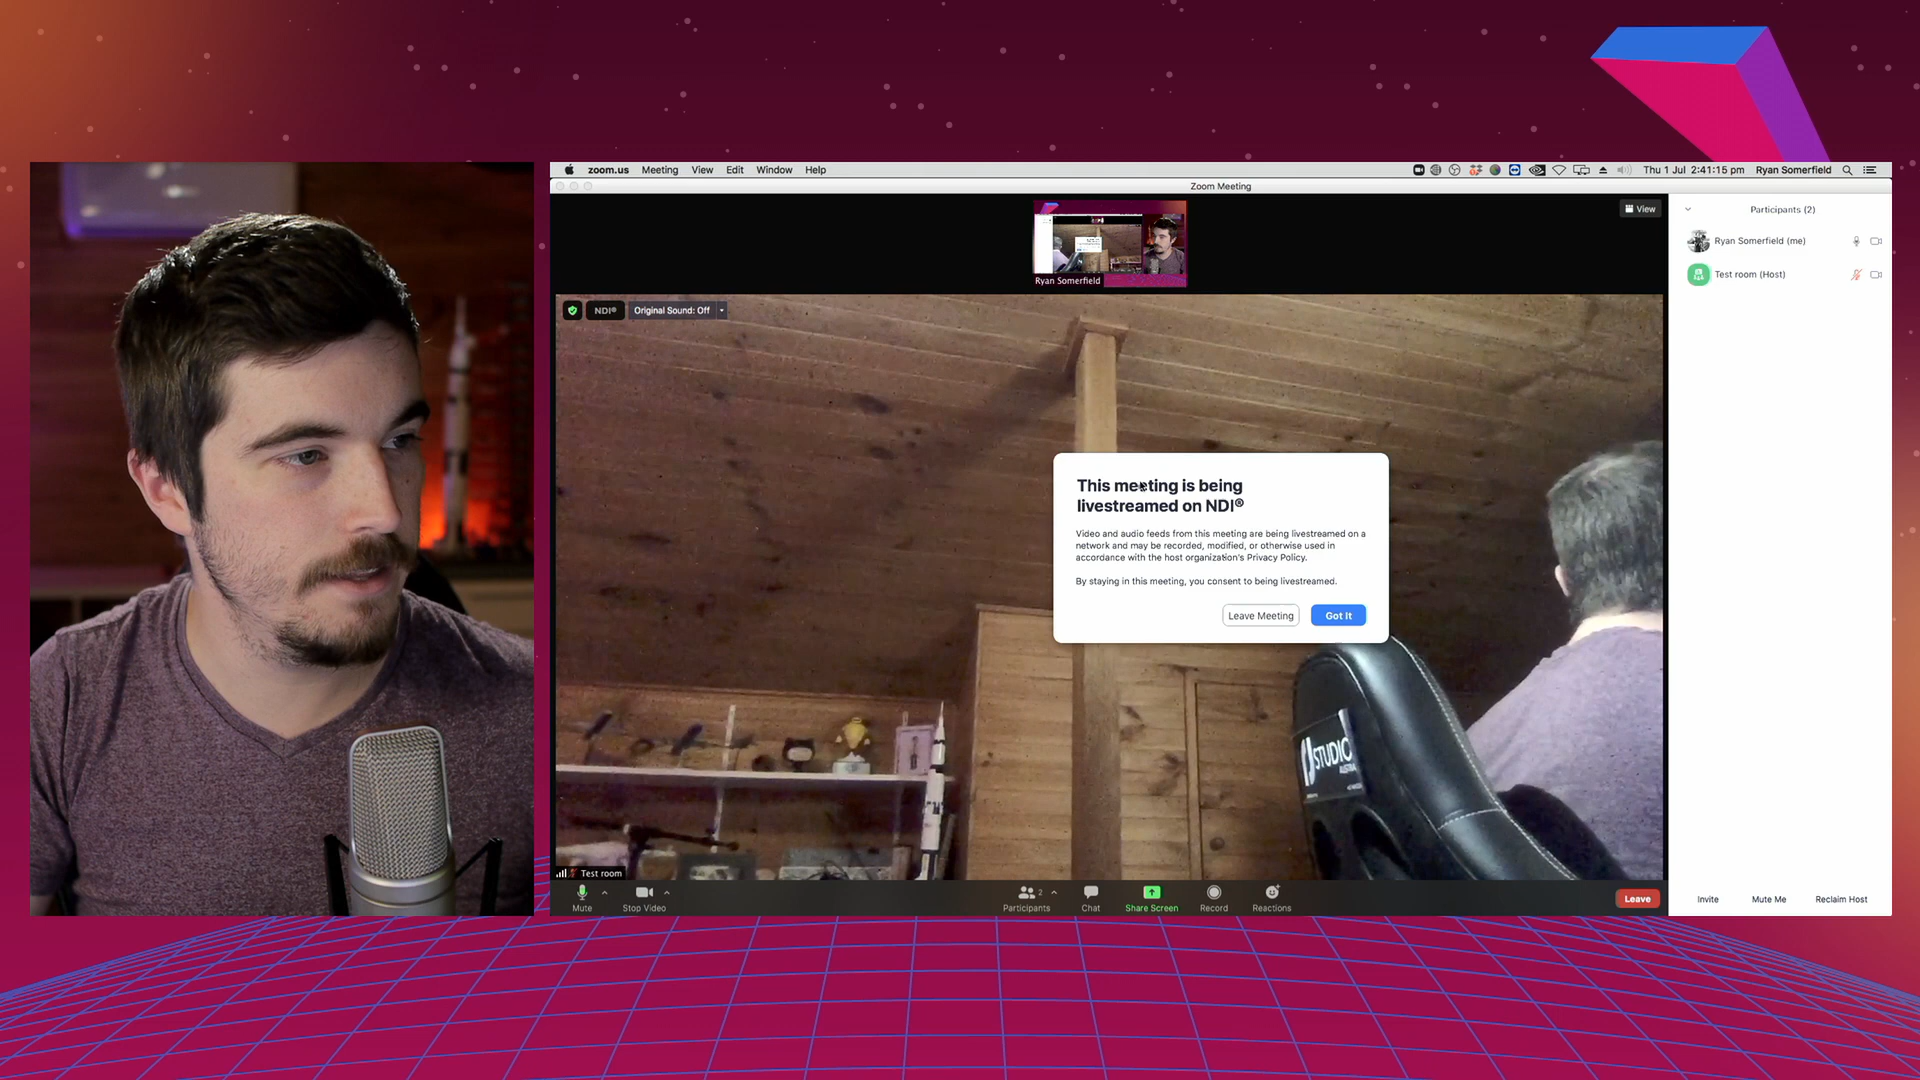 zoom.us Meeting View Edit Window Help
Thu 1 Jul 2:41:15 pm Ryan Somerfield
Zoom Meeting
View
Participants (2)
Ryan Somerfield (me)
Test room (Host)
Ryan Somerfield
NDI®
Original Sound: Off
This meeting is being
livestreamed on NDI®
Video and audio feeds from this meeting are being livestreamed on a
network and may be recorded, modified, or otherwise used in
accordance with the host organization's Privacy Policy.
By staying in this meeting, you consent to being livestreamed.
Leave Meeting
Got It
STUDIO
Test room
Mute
Stop Video
Participants
2
Chat
Share Screen
Record
Reactions
Leave
Invite
Mute Me
Reclaim Host